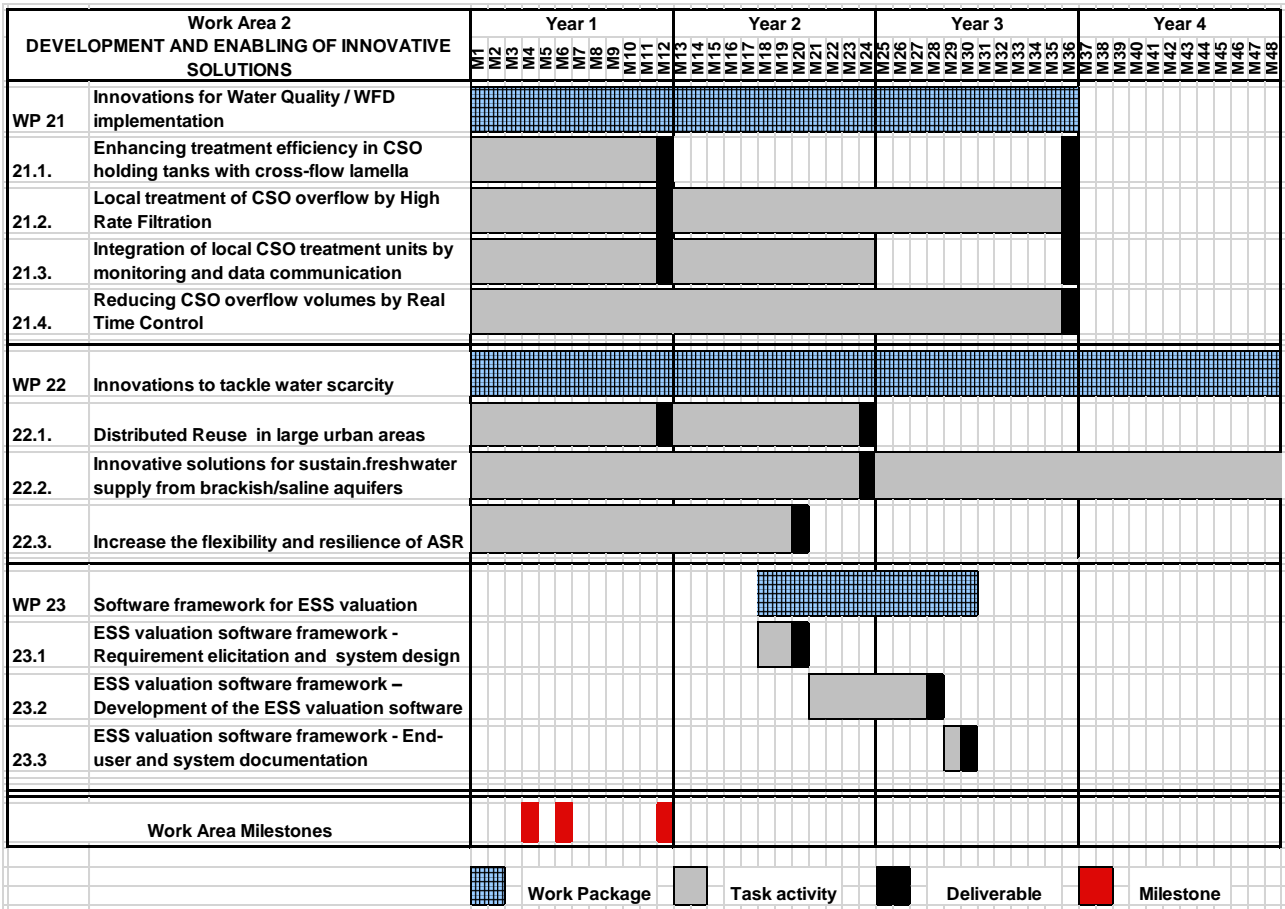 Work Area 2
DEVELOPMENT AND ENABLING OF INNOVATIVE
SOLUTIONS
Year 1 Year 2 Year 3 Year 4
M1 M2 M3 M4 M5 M6 M7 M8 M9 M10 M11 M12 M13 M14 M15 M16 M17 M18 M19 M20 M21 M22 M23 M24 M25 M26 M27 M28 M29 M30 M31 M32 M33 M34 M35 M36 M37 M38 M39 M40 M41 M42 M43 M44 M45 M46 M47 M48
WP 21 Innovations for Water Quality / WFD
implementation
21.1. Enhancing treatment efficiency in CSO
holding tanks with cross-flow lamella
21.2. Local treatment of CSO overflow by High
Rate Filtration
21.3. Integration of local CSO treatment units by
monitoring and data communication
21.4. Reducing CSO overflow volumes by Real
Time Control
WP 22 Innovations to tackle water scarcity
22.1. Distributed Reuse in large urban areas
22.2. Innovative solutions for sustain.freshwater
supply from brackish/saline aquifers
22.3. Increase the flexibility and resilience of ASR
WP 23 Software framework for ESS valuation
23.1 ESS valuation software framework -
Requirement elicitation and system design
23.2 ESS valuation software framework –
Development of the ESS valuation software
23.3 ESS valuation software framework - End-
user and system documentation
Work Area Milestones
Work Package Task activity Deliverable Milestone